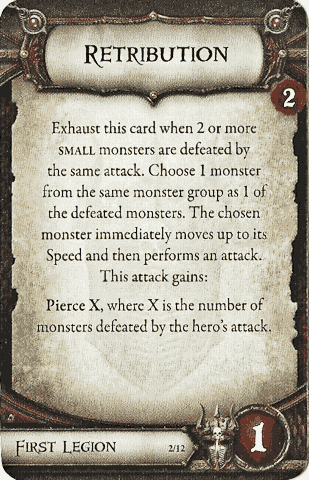 RETRIBUTION
2
Exhaust this card when 2 or more
SMALL monsters are defeated by
the same attack. Choose 1 monster
from the same monster group as 1 of
the defeated monsters. The chosen
monster immediately moves up to its
Speed and then performs an attack.
This attack gains:
Pierce X, where X is the number of
monsters defeated by the hero's attack.
FIRST LEGION
2/12
1